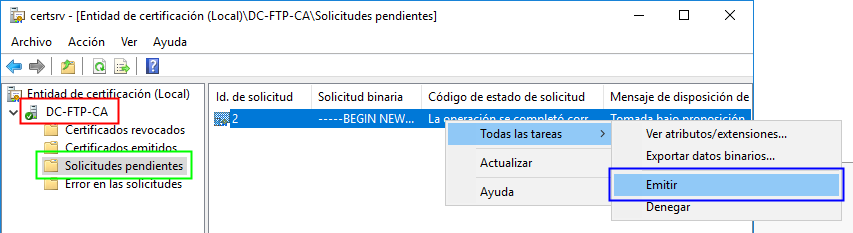 certsrv - [Entidad de certificación (Local)\DC-FTP-CA\Solicitudes pendientes]
Archivo Acción Ver Ayuda
Entidad de certificación (Local)
DC-FTP-CA
Certificados revocados
Certificados emitidos
Solicitudes pendientes
Error en las solicitudes
Id. de solicitud Solicitud binaria Código de estado de solicitud Mensaje de disposición de
2 -----BEGIN NEW... La operación se completó corr... Tomada bajo proposición
Todas las tareas
Actualizar
Ayuda
Ver atributos/extensiones...
Exportar datos binarios...
Emitir
Denegar